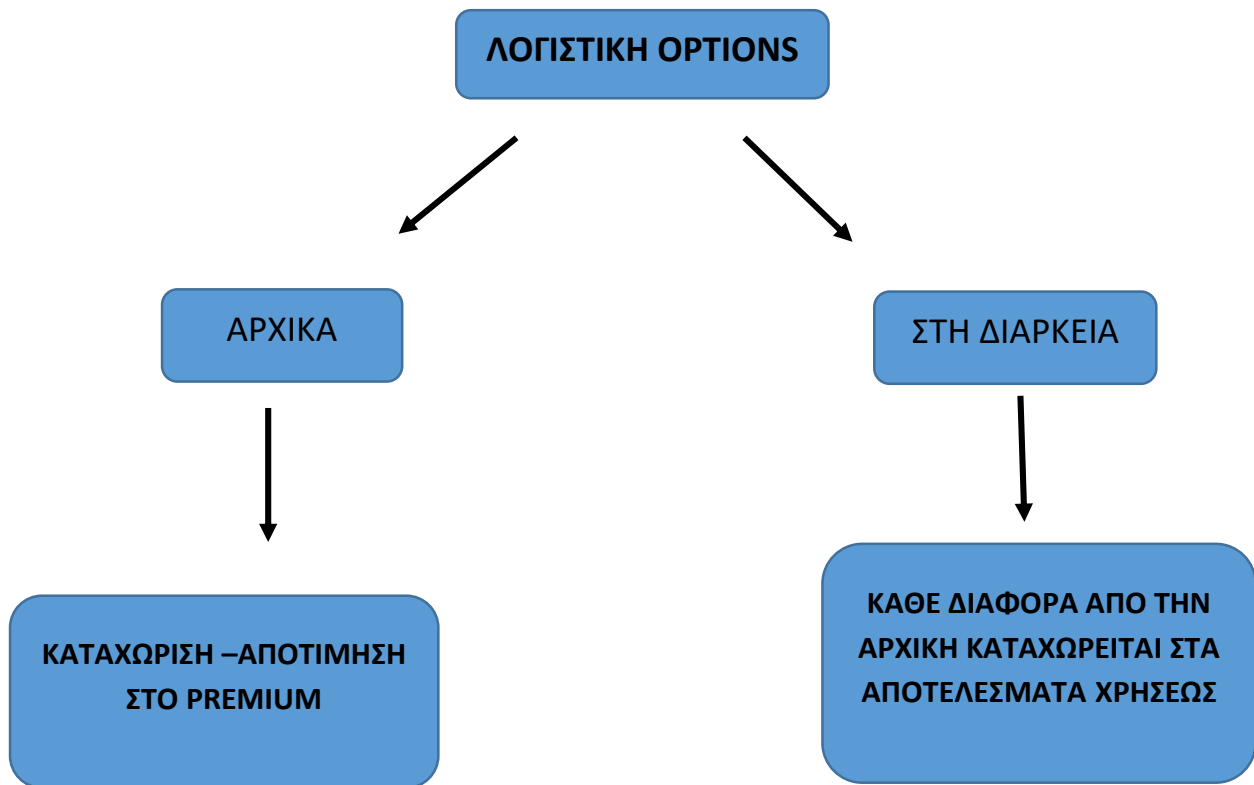 ΛΟΓΙΣΤΙΚΗ OPTIONS
ΑΡΧΙΚΑ
ΣΤΗ ΔΙΑΡΚΕΙΑ
ΚΑΤΑΧΩΡΙΣΗ –ΑΠΟΤΙΜΗΣΗ
ΣΤΟ PREMIUM
ΚΑΘΕ ΔΙΑΦΟΡΑ ΑΠΟ ΤΗΝ
ΑΡΧΙΚΗ ΚΑΤΑΧΩΡΕΙΤΑΙ ΣΤΑ
ΑΠΟΤΕΛΕΣΜΑΤΑ ΧΡΗΣΕΩΣ